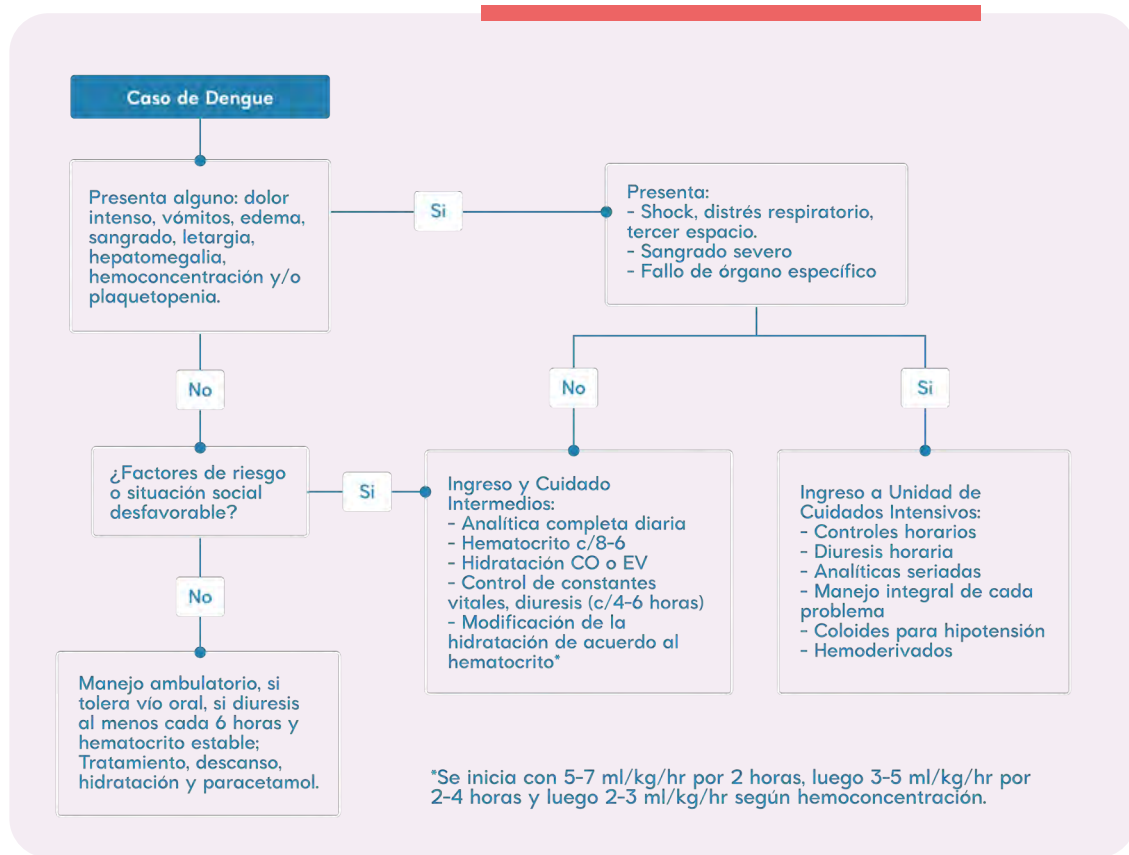 Caso de Dengue
Presenta alguno: dolor
intenso, vómitos, edema,
sangrado, letargia,
hepatomegalia,
hemoconcentración y/o
plaquetopenia.
Si
Presenta:
- Shock, distrés respiratorio,
tercer espacio.
- Sangrado severo
- Fallo de órgano específico
No
No
Si
¿Factores de riesgo
o situación social
desfavorable?
Si
Ingreso y Cuidado
Intermedios:
- Analítica completa diaria
- Hematocrito c/8-6
- Hidratación CO o EV
- Control de constantes
vitales, diuresis (c/4-6 horas)
- Modificación de la
hidratación de acuerdo al
hematocrito*
Ingreso a Unidad de
Cuidados Intensivos:
- Controles horarios
- Diuresis horaria
- Analíticas seriadas
- Manejo integral de cada
problema
- Coloides para hipotensión
- Hemoderivados
No
Manejo ambulatorio, si
tolera vío oral, si diuresis
al menos cada 6 horas y
hematocrito estable;
Tratamiento, descanso,
hidratación y paracetamol.
*Se inicia con 5-7 ml/kg/hr por 2 horas, luego 3-5 ml/kg/hr por
2-4 horas y luego 2-3 ml/kg/hr según hemoconcentración.